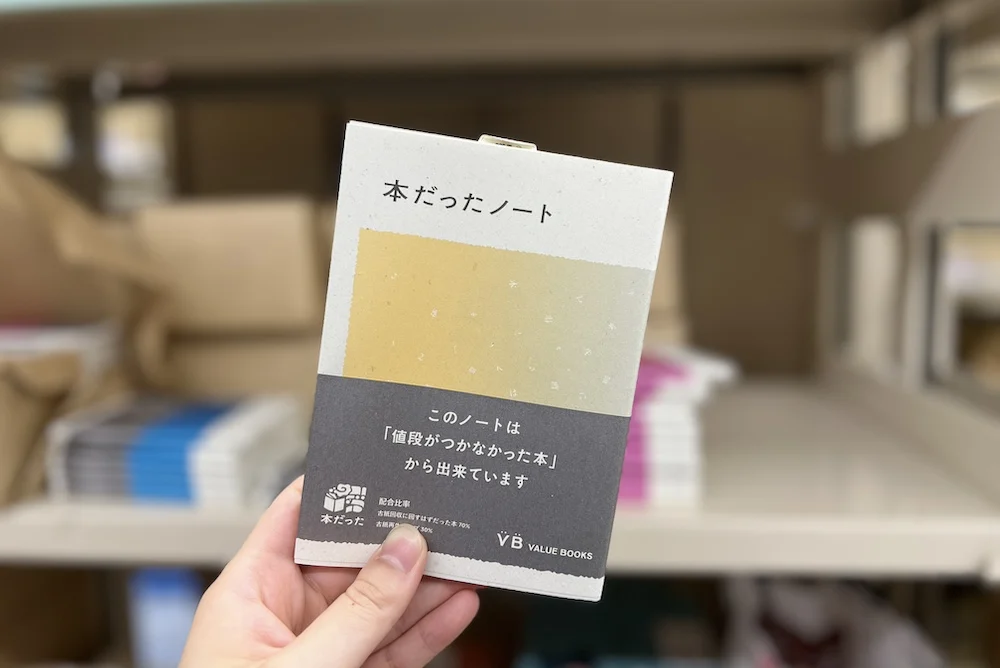 本だったノート
このノートは
「値段がつかなかった本」
から出来ています
本だった
配合比率
古紙回収に回すはずだった本 70%
30%
VB VALUE BOOKS